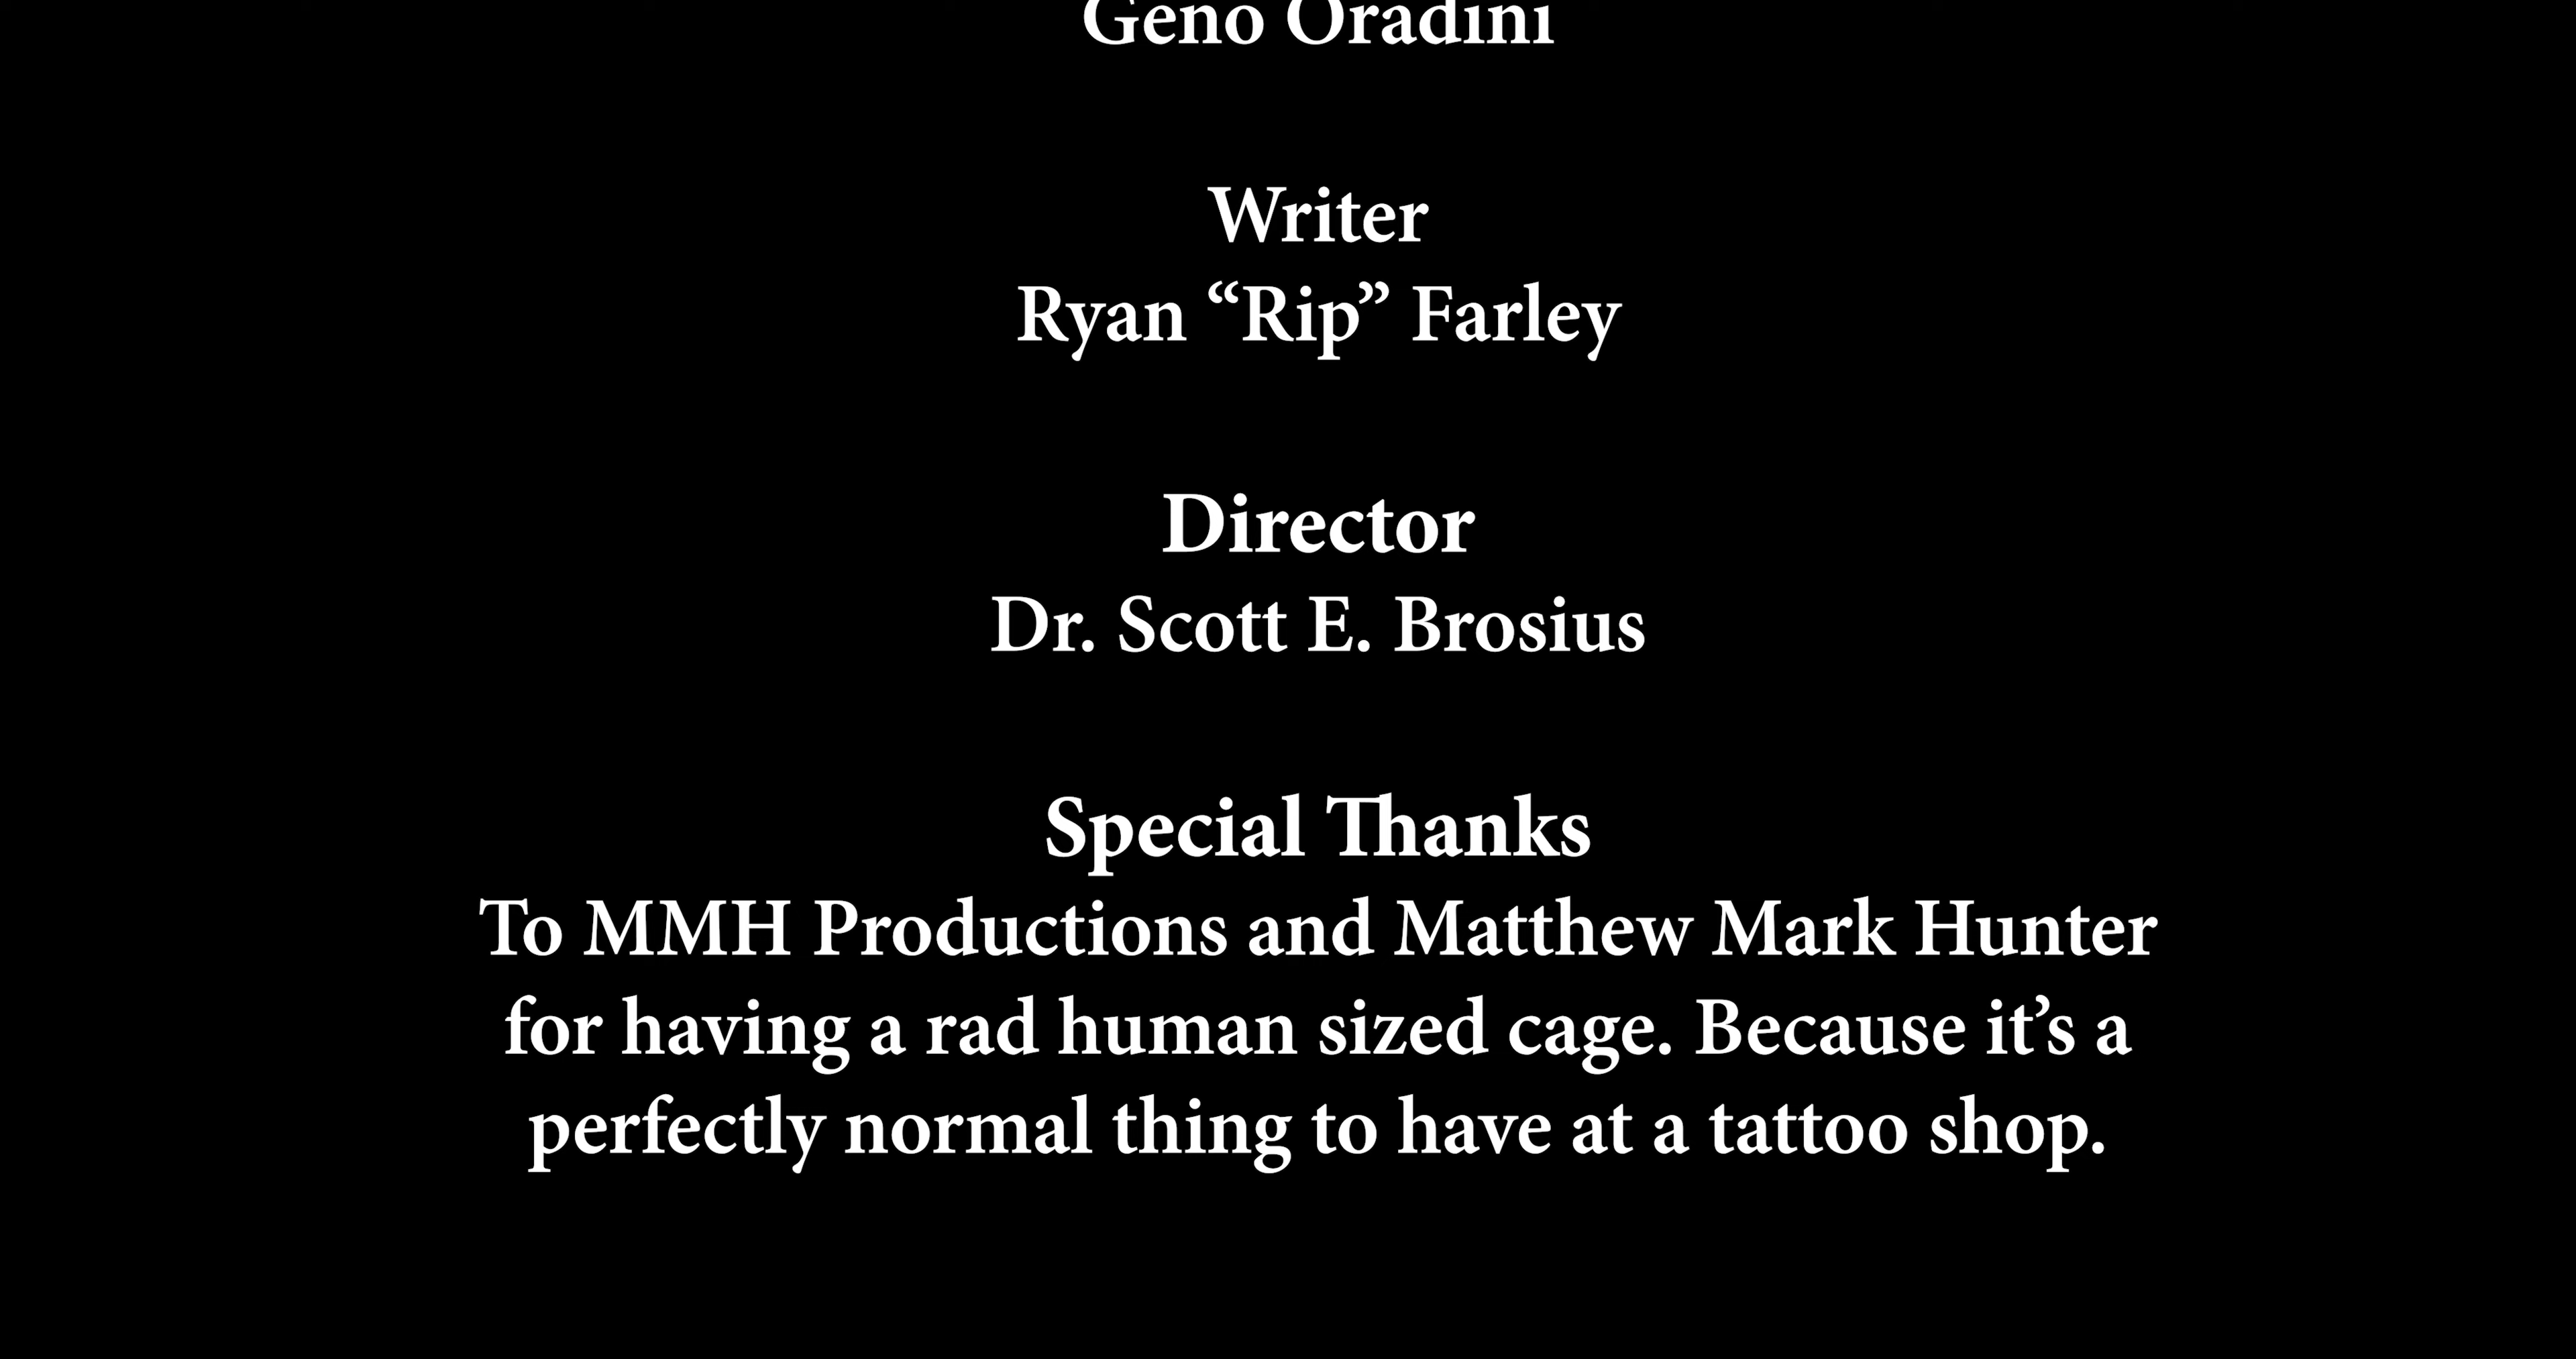 Geno Oradini
Writer
Ryan “Rip” Farley
Director
Dr. Scott E. Brosius
Special Thanks
To MMH Productions and Matthew Mark Hunter
for having a rad human sized cage. Because it’s a
perfectly normal thing to have at a tattoo shop.